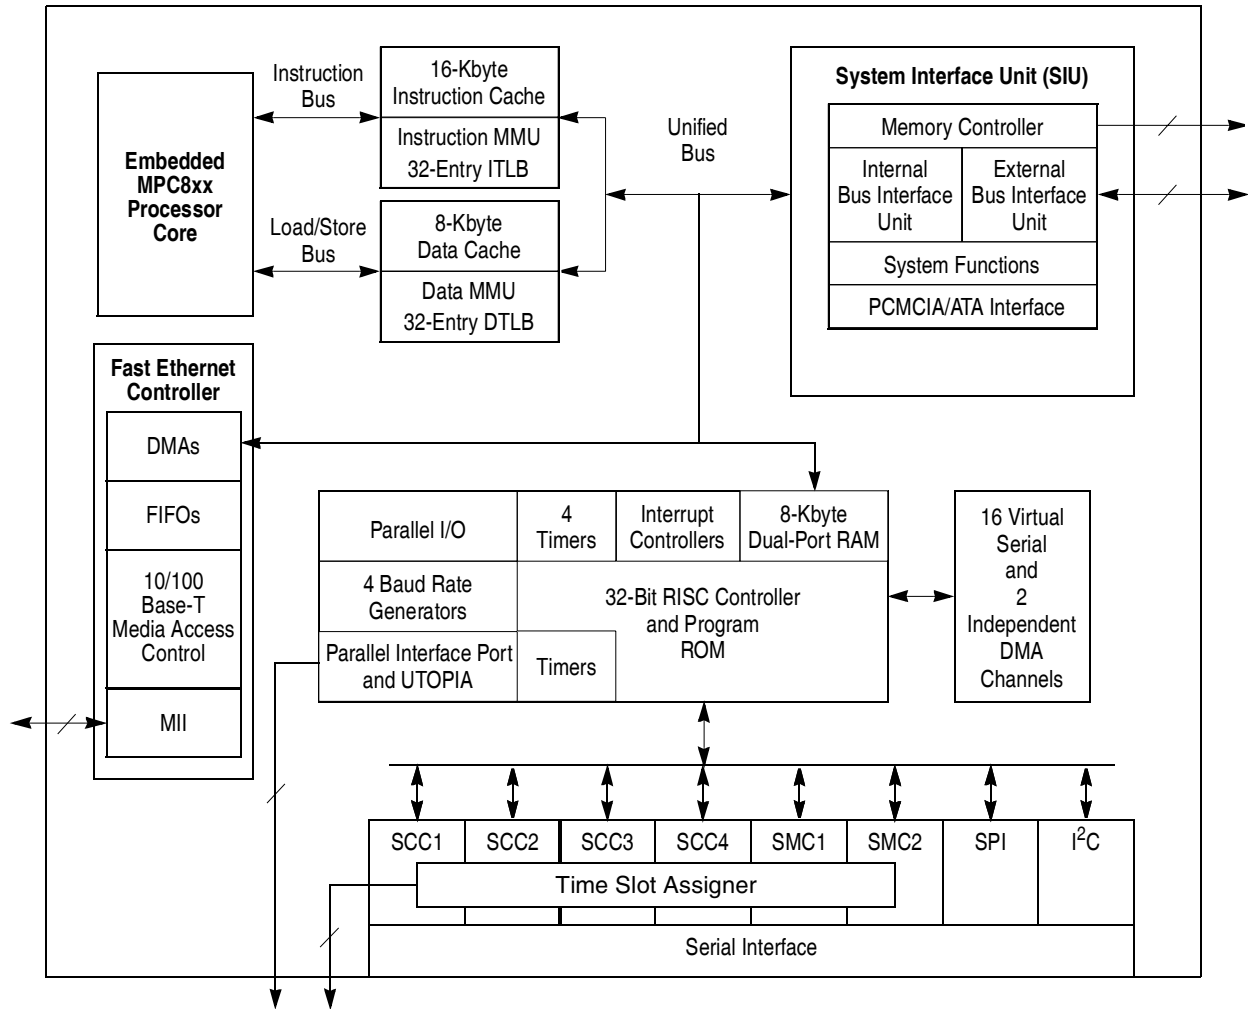 Embedded
MPC8xx
Processor
Core
Instruction
Bus
Load/Store
Bus
16-Kbyte
Instruction Cache
Instruction MMU
32-Entry ITLB
8-Kbyte
Data Cache
Data MMU
32-Entry DTLB
Unified
Bus
System Interface Unit (SIU)
Memory Controller
Internal
Bus Interface
Unit
External
Bus Interface
Unit
System Functions
PCMCIA/ATA Interface
Fast Ethernet
Controller
DMAs
FIFOs
10/100
Base-T
Media Access
Control
MII
Parallel I/O
4
Timers
Interrupt
Controllers
8-Kbyte
Dual-Port RAM
4 Baud Rate
Generators
32-Bit RISC Controller
and Program
ROM
Parallel Interface Port
and UTOPIA
Timers
16 Virtual
Serial
and
2
Independent
DMA
Channels
SCC1
SCC2
SCC3
SCC4
SMC1
SMC2
SPI
I²C
Time Slot Assigner
Serial Interface